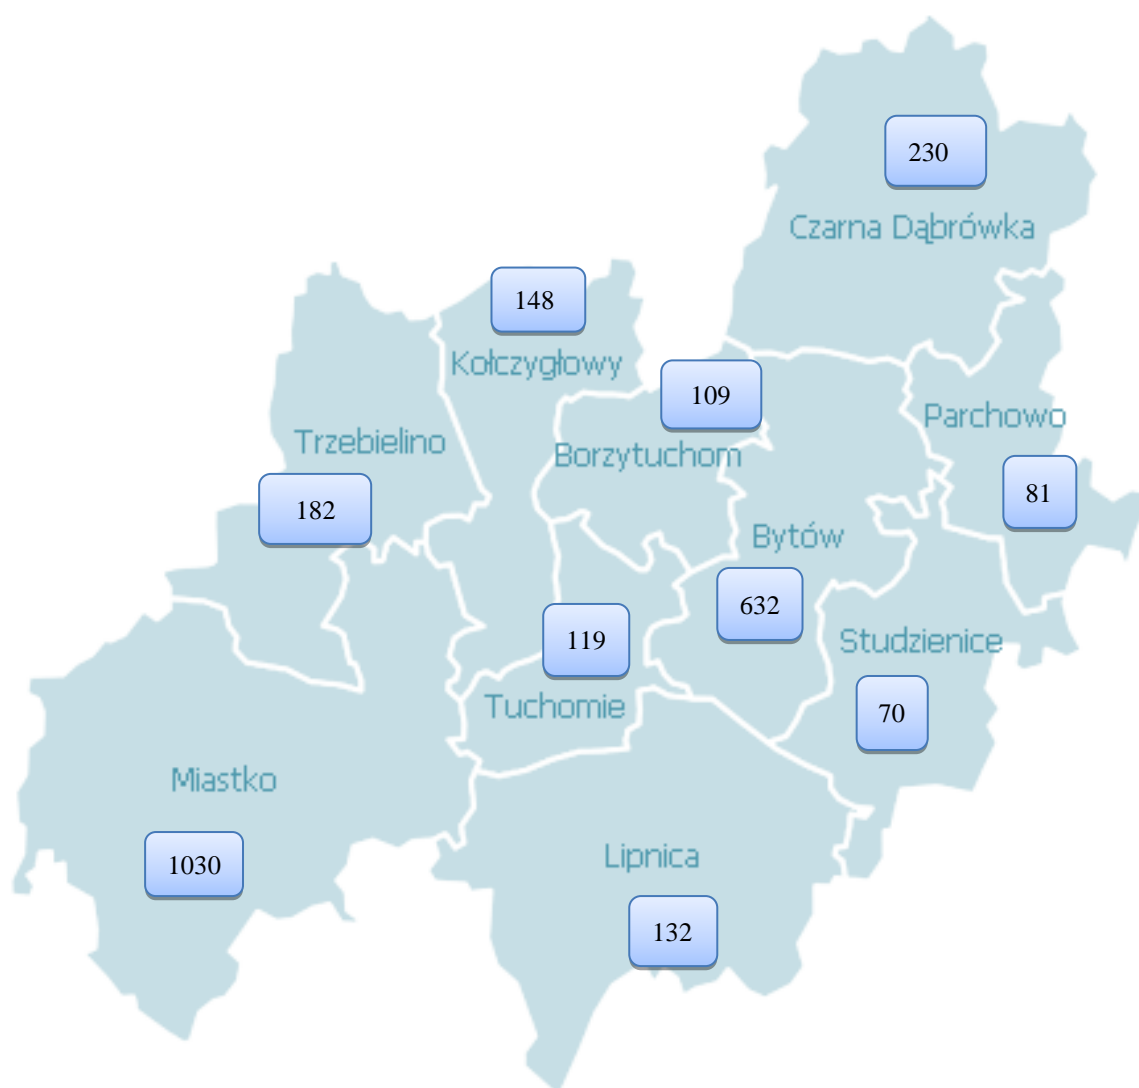 230
Czarna Dąbrówka
148
Kołczygłowy
109
Parchowo
Trzebielino
Borzytuchom
81
182
Bytów
632
119
Studzienice
Tuchomie
70
Miastko
Lipnica
1030
132